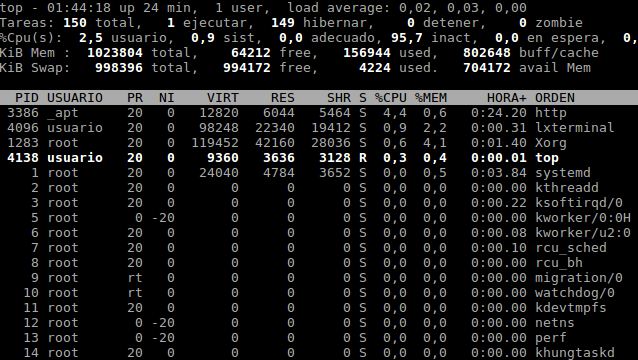 top - 01:44:18 up 24 min,  1 user,  load average: 0,02, 0,03, 0,00
Tareas: 150 total,   1 ejecutar, 149 hibernar,   0 detener,   0 zombie
%Cpu(s):  2,5 usuario,  0,9 sist,  0,0 adecuado, 95,7 inact,  0,0 en espera,  0,
KiB Mem :  1023804 total,    64212 free,   156944 used,   802648 buff/cache
KiB Swap:   998396 total,   994172 free,     4224 used.   704172 avail Mem
PID USUARIO   PR  NI    VIRT    RES    SHR S %CPU %MEM     HORA+ ORDEN
3386 _apt      20   0   12820   6044   5464 S  4,4  0,6   0:24.20 http
4096 usuario   20   0   98248  22340  19412 S  0,9  2,2   0:00.31 lxterminal
1283 root      20   0  119452  42160  28036 S  0,6  4,1   0:01.40 Xorg
4138 usuario   20   0    9360   3636   3128 R  0,3  0,4   0:00.01 top
1 root      20   0   24040   4784   3652 S  0,0  0,5   0:03.84 systemd
2 root      20   0       0      0      0 S  0,0  0,0   0:00.00 kthreadd
3 root      20   0       0      0      0 S  0,0  0,0   0:00.22 ksoftirqd/0
5 root       0 -20       0      0      0 S  0,0  0,0   0:00.00 kworker/0:0H
6 root      20   0       0      0      0 S  0,0  0,0   0:00.08 kworker/u2:0
7 root      20   0       0      0      0 S  0,0  0,0   0:00.10 rcu_sched
8 root      20   0       0      0      0 S  0,0  0,0   0:00.00 rcu_bh
9 root      rt   0       0      0      0 S  0,0  0,0   0:00.00 migration/0
10 root      rt   0       0      0      0 S  0,0  0,0   0:00.00 watchdog/0
11 root      20   0       0      0      0 S  0,0  0,0   0:00.00 kdevtmpfs
12 root       0 -20       0      0      0 S  0,0  0,0   0:00.00 netns
13 root       0 -20       0      0      0 S  0,0  0,0   0:00.00 perf
14 root      20   0       0      0      0 S  0,0  0,0   0:00.00 khungtaskd